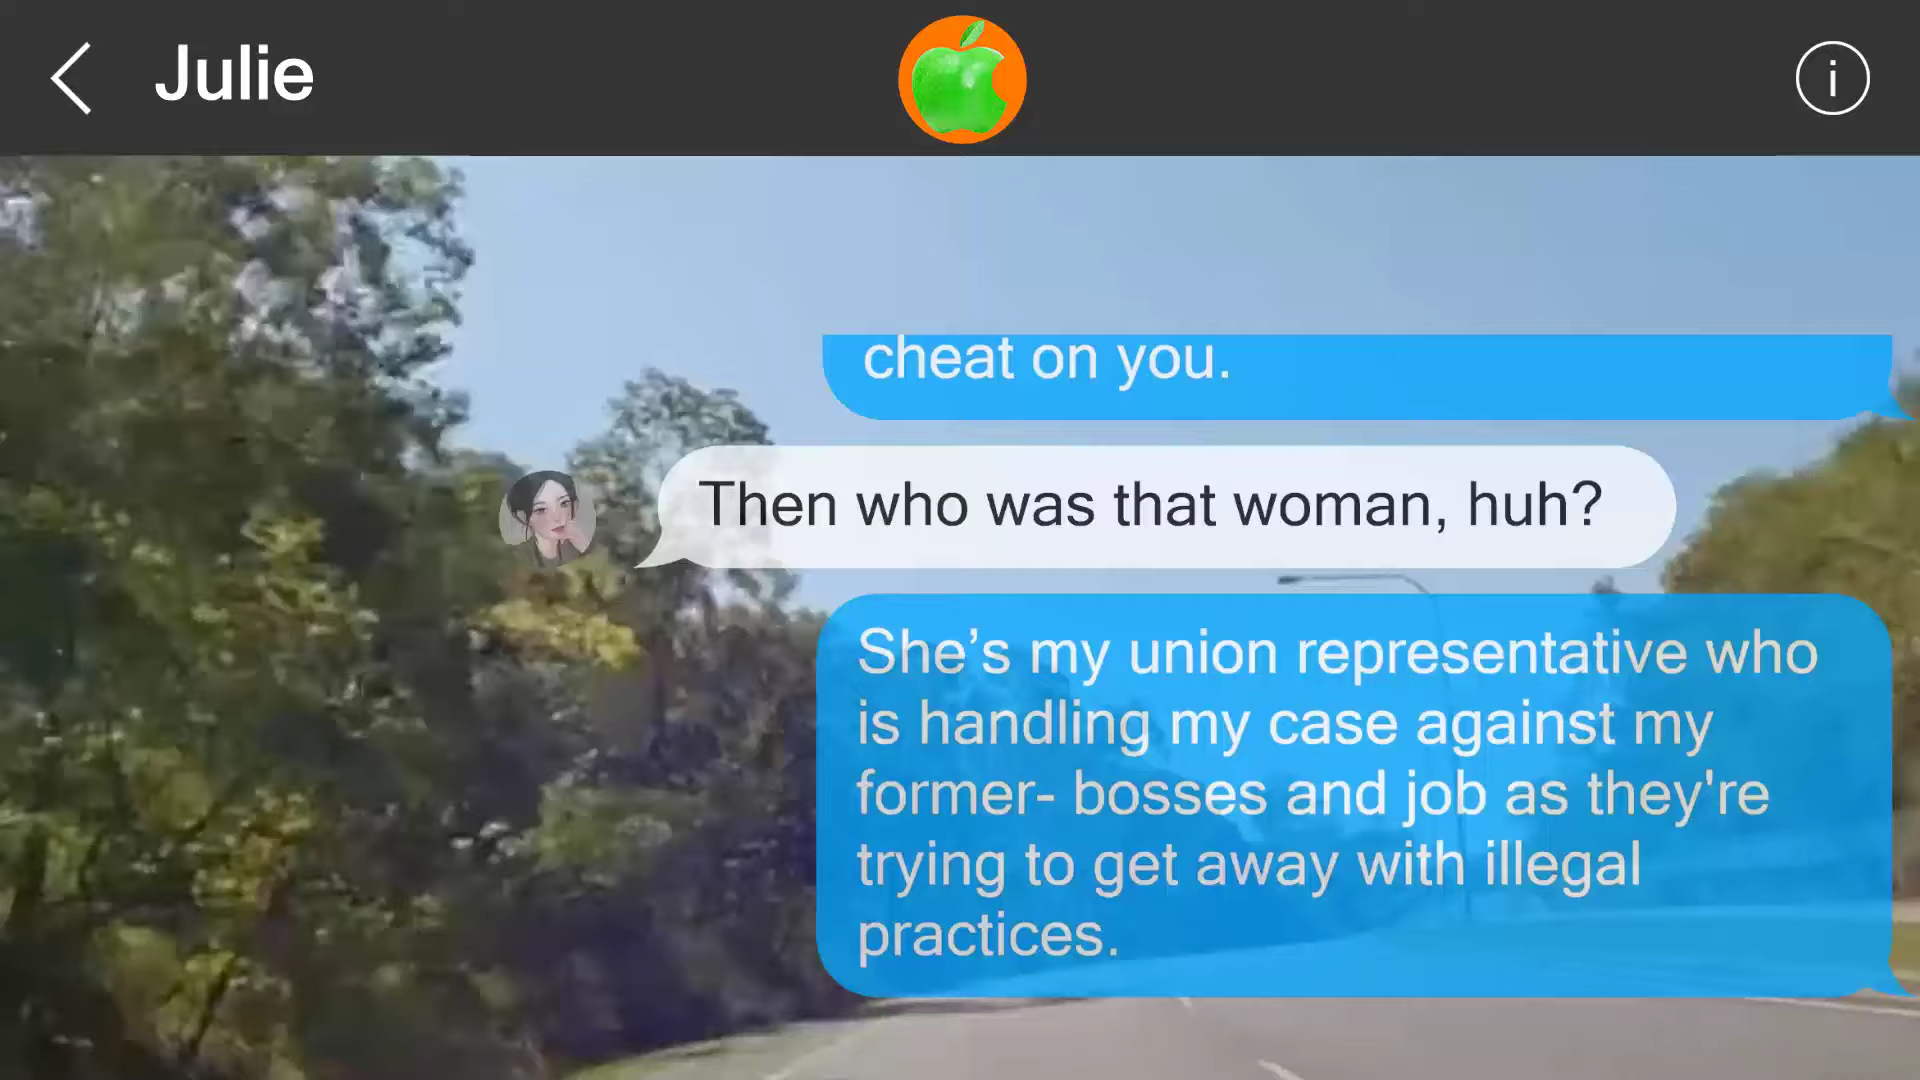 Julie
i
cheat on you.
Then who was that woman, huh?
She’s my union representative who
is handling my case against my
former- bosses and job as they're
trying to get away with illegal
practices.